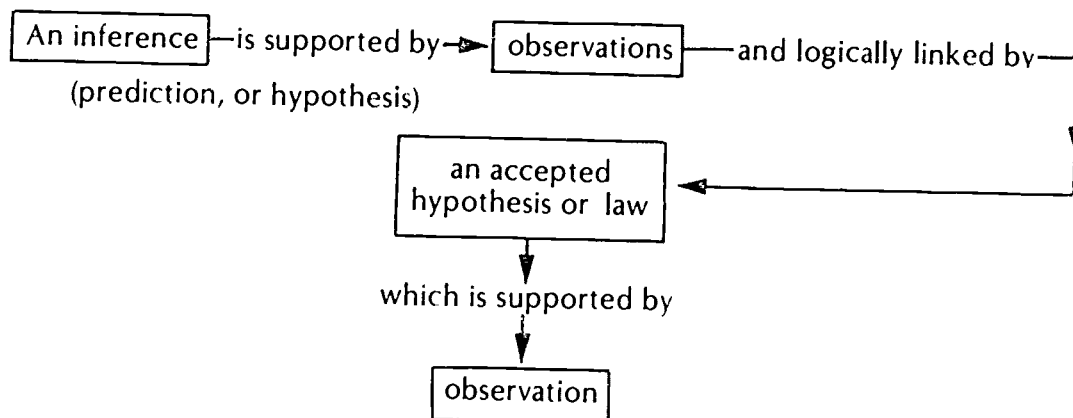 An inference is supported by observations and logically linked by
(prediction, or hypothesis)
an accepted
hypothesis or law
which is supported by
observation